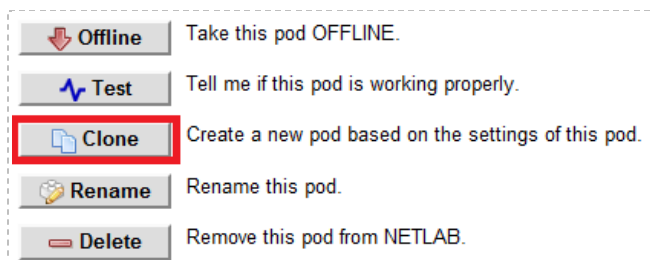 Offline Take this pod OFFLINE.
Test Tell me if this pod is working properly.
Clone Create a new pod based on the settings of this pod.
Rename Rename this pod.
Delete Remove this pod from NETLAB.